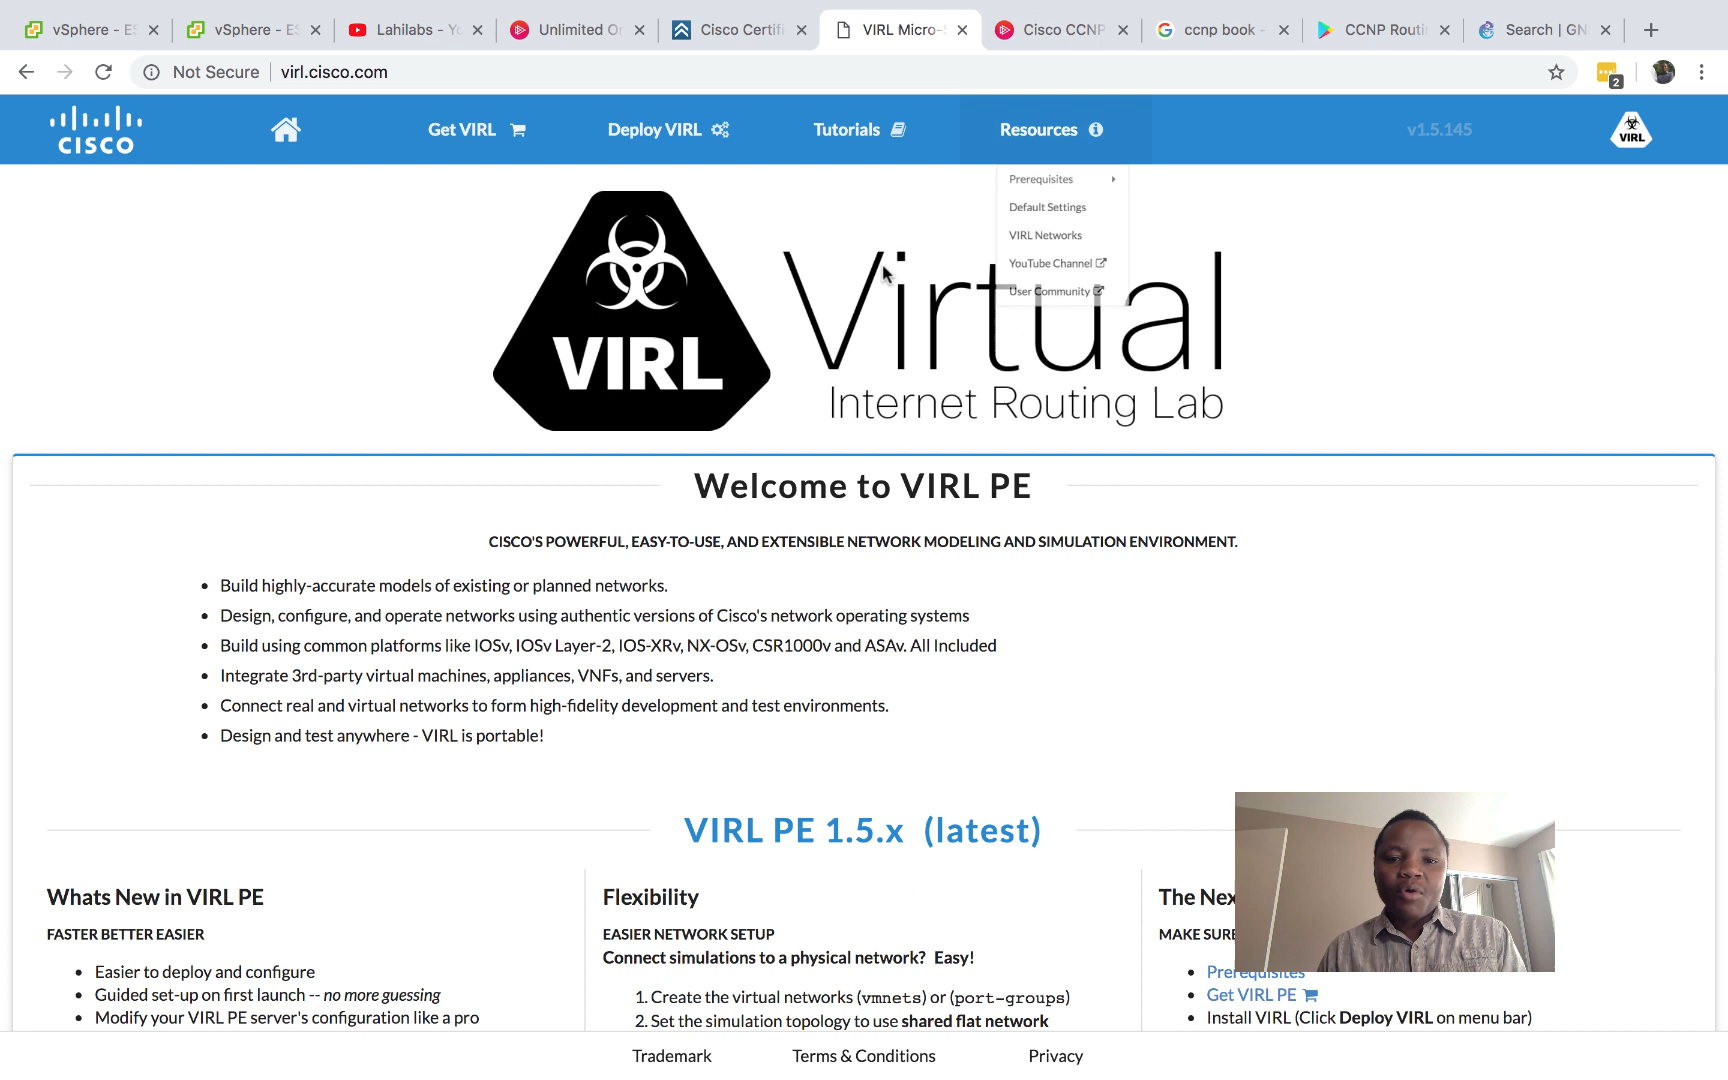 vSphere - ES
vSphere - ES
Lahilabs - Yo
Unlimited Or
Cisco Certifi
VIRL Micro-S
Cisco CCNP
ccnp book -
CCNP Routin
Search | GN
Not Secure
virl.cisco.com
2
CISCO
Get VIRL
Deploy VIRL
Tutorials
Resources
v1.5.145
VIRL
Prerequisites
Default Settings
VIRL Networks
YouTube Channel
User Community
VIRL
Virtual
Internet Routing Lab
Welcome to VIRL PE
CISCO'S POWERFUL, EASY-TO-USE, AND EXTENSIBLE NETWORK MODELING AND SIMULATION ENVIRONMENT.
• Build highly-accurate models of existing or planned networks.
• Design, configure, and operate networks using authentic versions of Cisco's network operating systems
• Build using common platforms like IOSv, IOSv Layer-2, IOS-XRv, NX-OSv, CSR1000v and ASAv. All Included
• Integrate 3rd-party virtual machines, appliances, VNFs, and servers.
• Connect real and virtual networks to form high-fidelity development and test environments.
• Design and test anywhere - VIRL is portable!
VIRL PE 1.5.x (latest)
Whats New in VIRL PE
FASTER BETTER EASIER
• Easier to deploy and configure
• Guided set-up on first launch -- no more guessing
• Modify your VIRL PE server's configuration like a pro
Flexibility
EASIER NETWORK SETUP
Connect simulations to a physical network? Easy!
1. Create the virtual networks (vmnets) or (port-groups)
2. Set the simulation topology to use shared flat network
The Nex
MAKE SURE
• Prerequisites
• Get VIRL PE
• Install VIRL (Click Deploy VIRL on menu bar)
Trademark
Terms & Conditions
Privacy